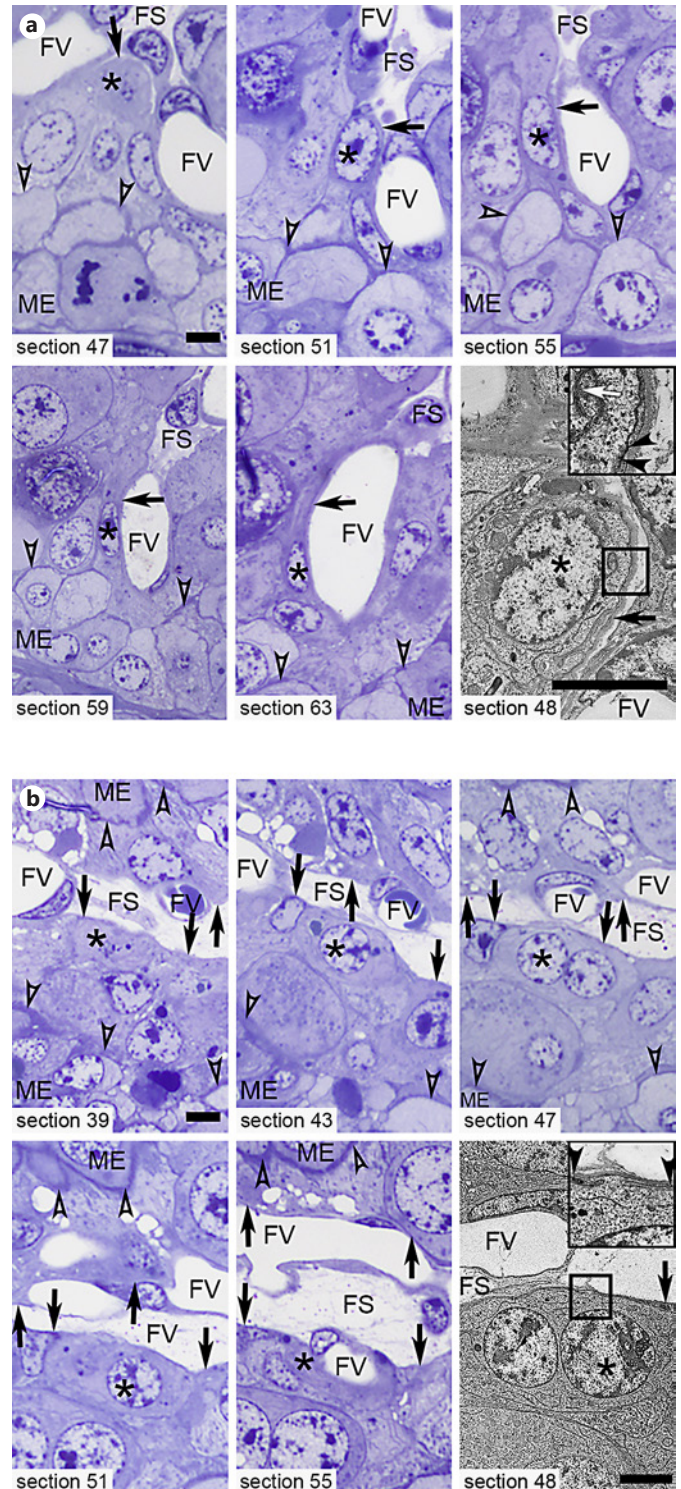 a
FS
FV
*
FV
ME
section 47
FV
FS
*
FV
ME
section 51
FS
*
FV
ME
section 55
FS
*
FV
ME
section 59
FS
FV
*
ME
section 63
*
FV
section 48
b
ME
FV
FS
FV
*
ME
section 39
FV
FS
FV
*
ME
section 43
FV
FV
FS
*
ME
section 47
ME
FV
FV
*
section 51
ME
FV
FS
*
FV
section 55
FV
FS
*
section 48